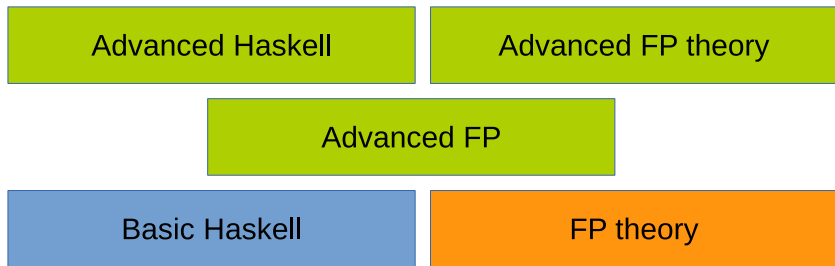 Advanced Haskell
Advanced FP theory
Advanced FP
Basic Haskell
FP theory